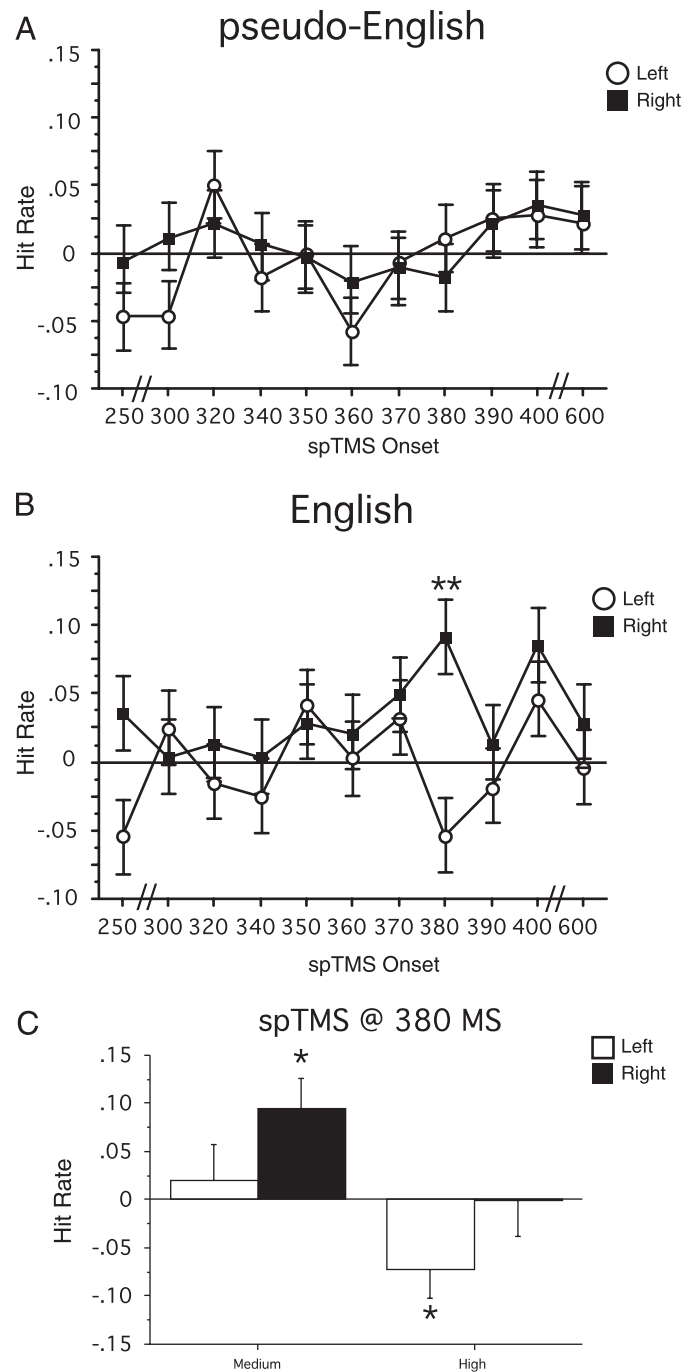 A
pseudo-English
.15
.10
.05
0
-.05
-.10
Hit Rate
Left
Right
250 // 300 320 340 350 360 370 380 390 400 // 600
spTMS Onset
B
English
.15
.10
.05
0
-.05
-.10
Hit Rate
**
Left
Right
250 // 300 320 340 350 360 370 380 390 400 // 600
spTMS Onset
C
spTMS @ 380 MS
.15
.10
.05
0
-.05
-.10
-.15
Hit Rate
*
*
Left
Right
Medium High